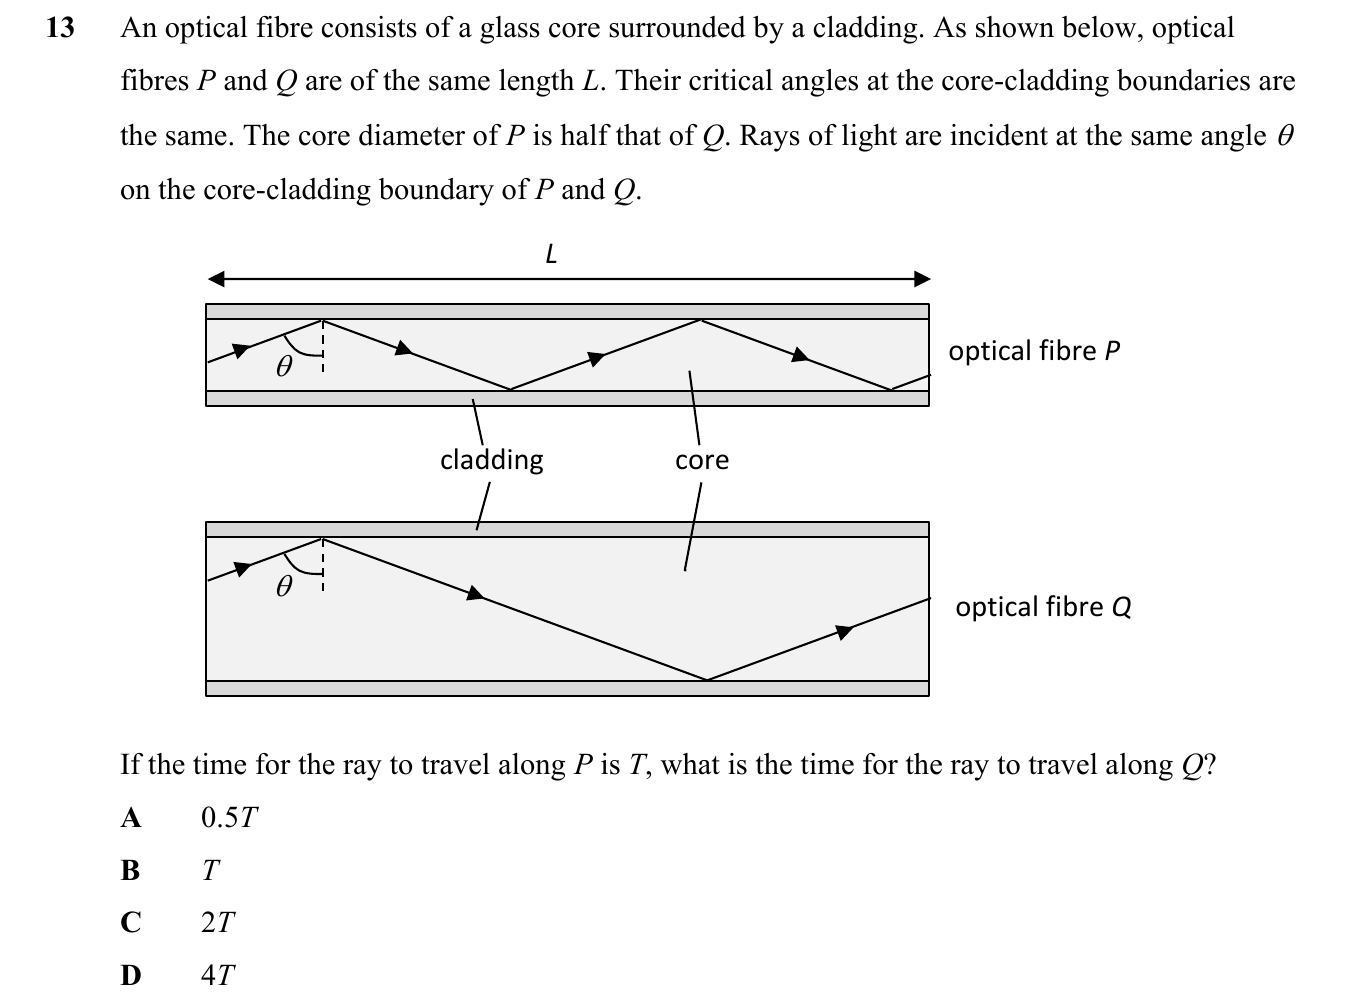 13 An optical fibre consists of a glass core surrounded by a cladding. As shown below, optical
fibres P and Q are of the same length L. Their critical angles at the core-cladding boundaries are
the same. The core diameter of P is half that of Q. Rays of light are incident at the same angle θ
on the core-cladding boundary of P and Q.
L
θ
optical fibre P
cladding
core
θ
optical fibre Q
If the time for the ray to travel along P is T, what is the time for the ray to travel along Q?
A 0.5T
B T
C 2T
D 4T